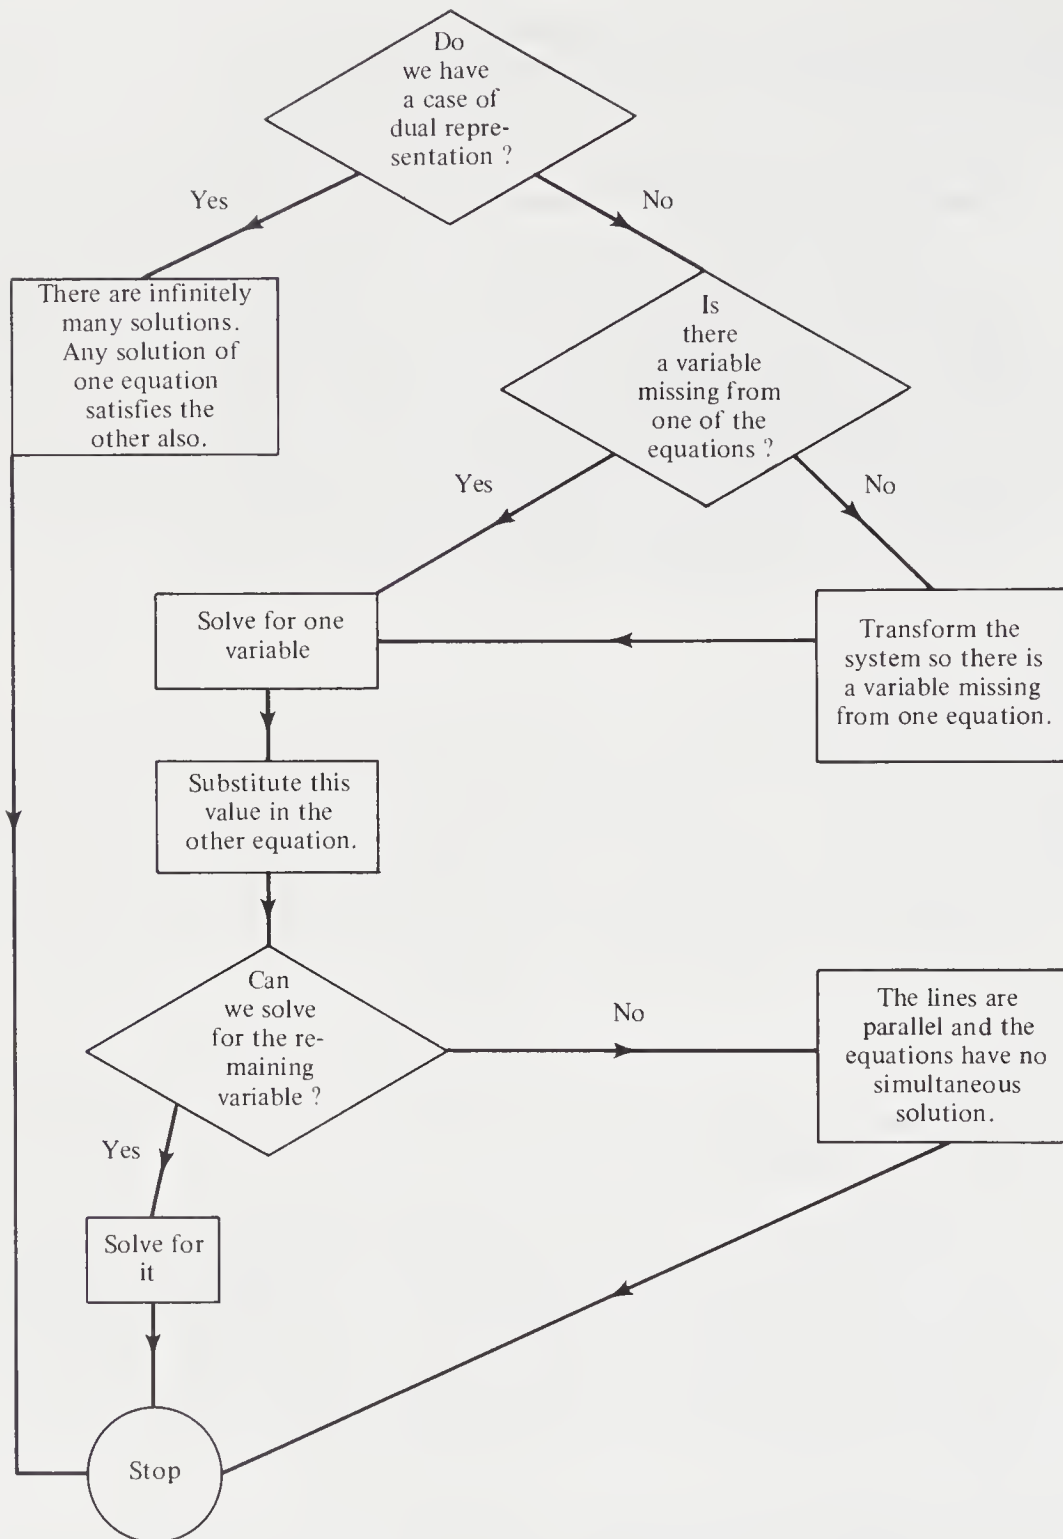 Do
we have
a case of
dual repre-
sentation ?
Yes
No
There are infinitely
many solutions.
Any solution of
one equation
satisfies the
other also.
Is
there
a variable
missing from
one of the
equations ?
Yes
No
Solve for one
variable
Transform the
system so there is
a variable missing
from one equation.
Substitute this
value in the
other equation.
Can
we solve
for the re-
maining
variable ?
No
The lines are
parallel and the
equations have no
simultaneous
solution.
Yes
Solve for
it
Stop